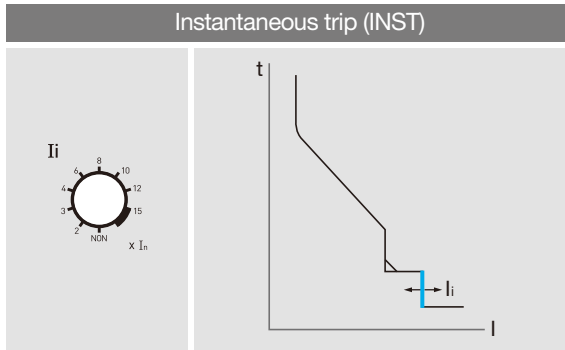 Instantaneous trip (INST)
Ii
8
6
10
4
12
3
15
2
NON
x In
t
Ii
I